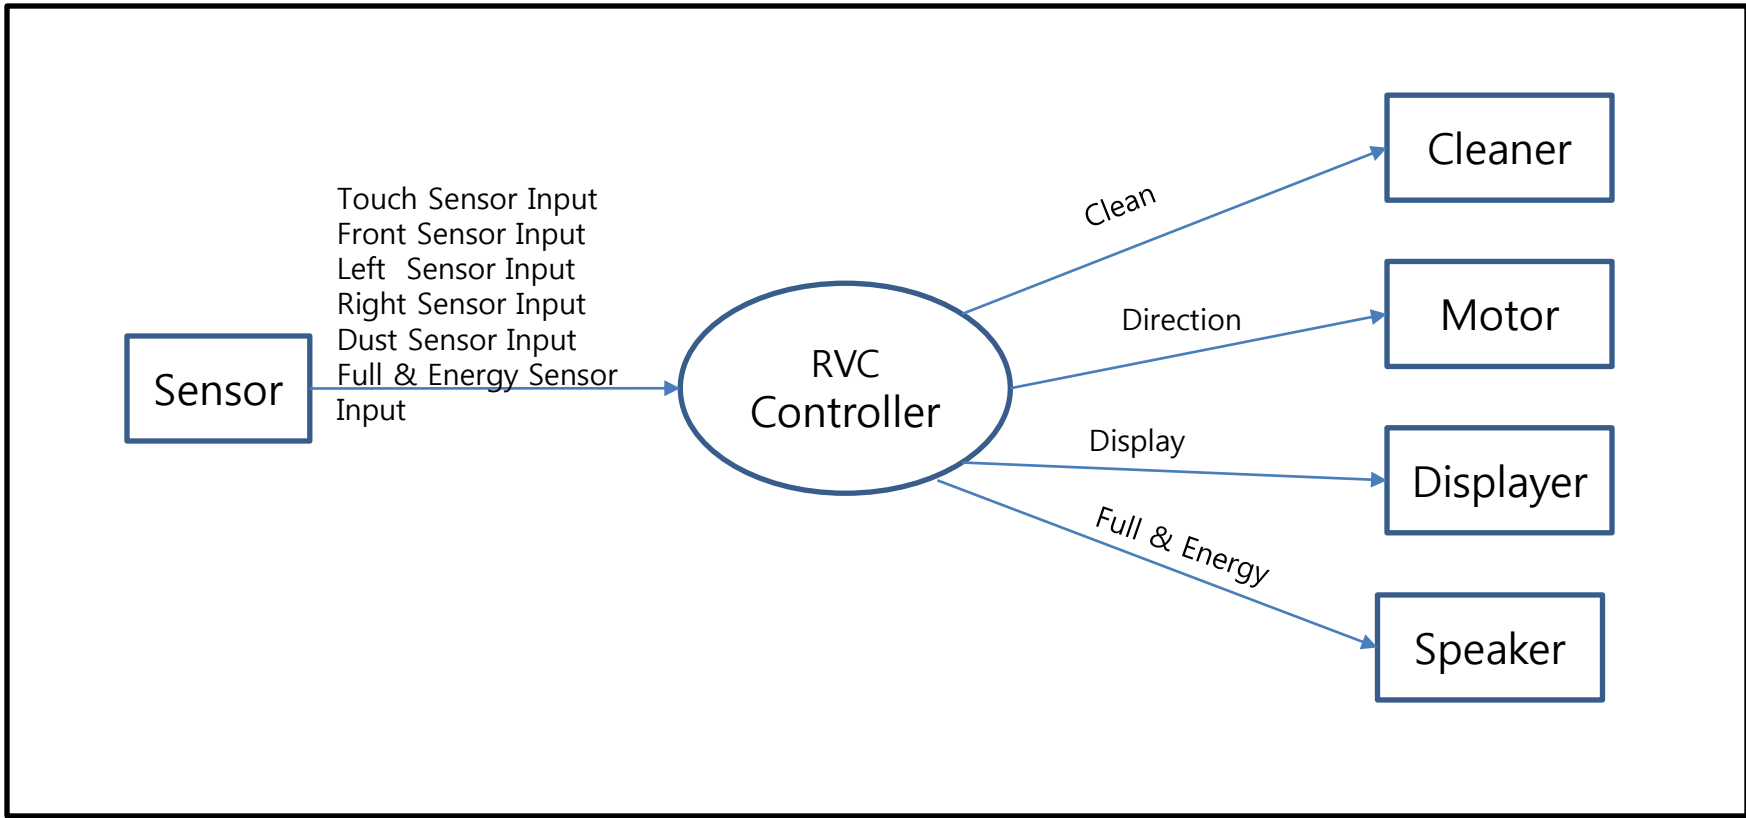 Sensor
Touch Sensor Input
Front Sensor Input
Left  Sensor Input
Right Sensor Input
Dust Sensor Input
Full & Energy Sensor
Input
RVC
Controller
Clean
Direction
Display
Full & Energy
Cleaner
Motor
Displayer
Speaker